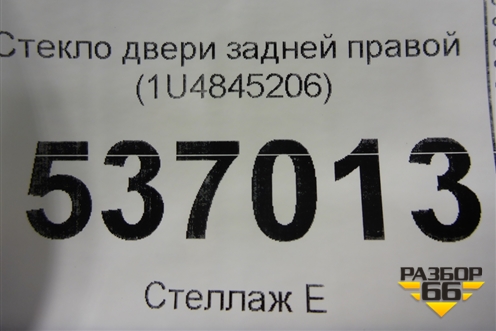 Стекло двери задней правой
(1U4845206)
537013
Стеллаж Е
РАЗБОР
66